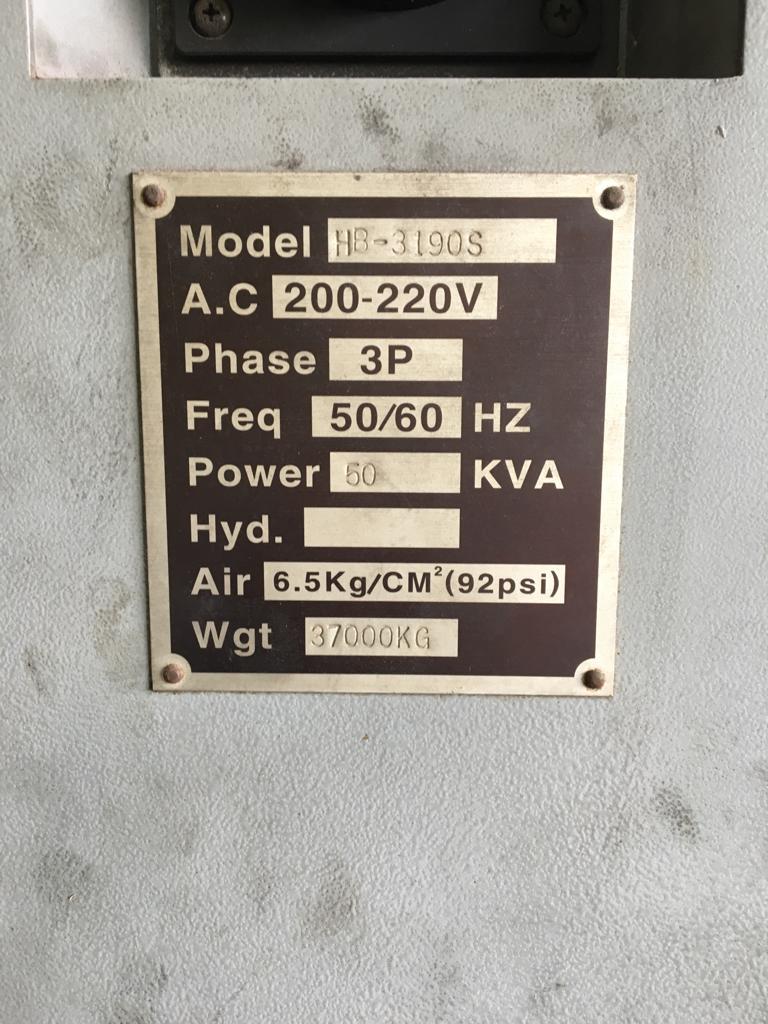 Model HB-3190S
A.C 200-220V
Phase 3P
Freq 50/60 HZ
Power 50 KVA
Hyd.
Air 6.5Kg/CM²(92psi)
Wgt 37000KG